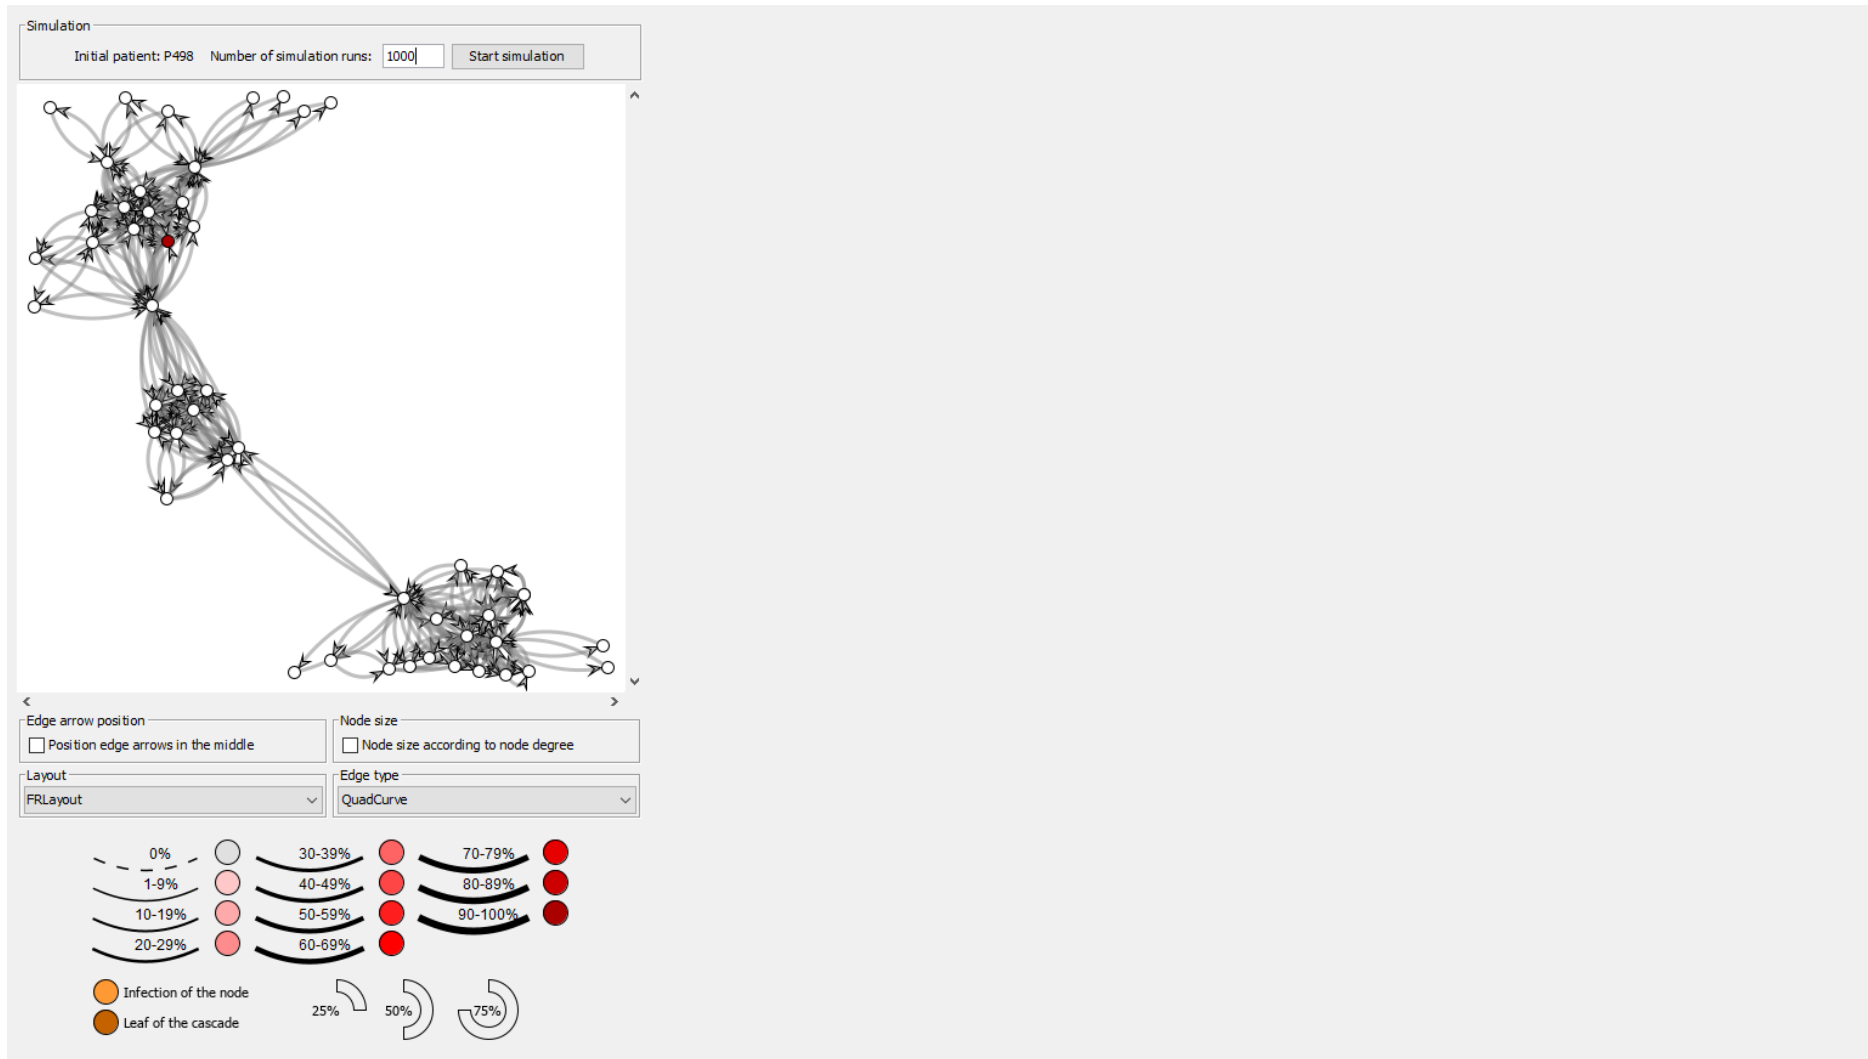 Simulation
Initial patient: P498 Number of simulation runs: 1000 Start simulation
Edge arrow position
Position edge arrows in the middle
Node size
Node size according to node degree
Layout
FRLayout
Edge type
QuadCurve
0% 30-39% 70-79%
1-9% 40-49% 80-89%
10-19% 50-59% 90-100%
20-29% 60-69%
Infection of the node
Leaf of the cascade
25% 50% 75%